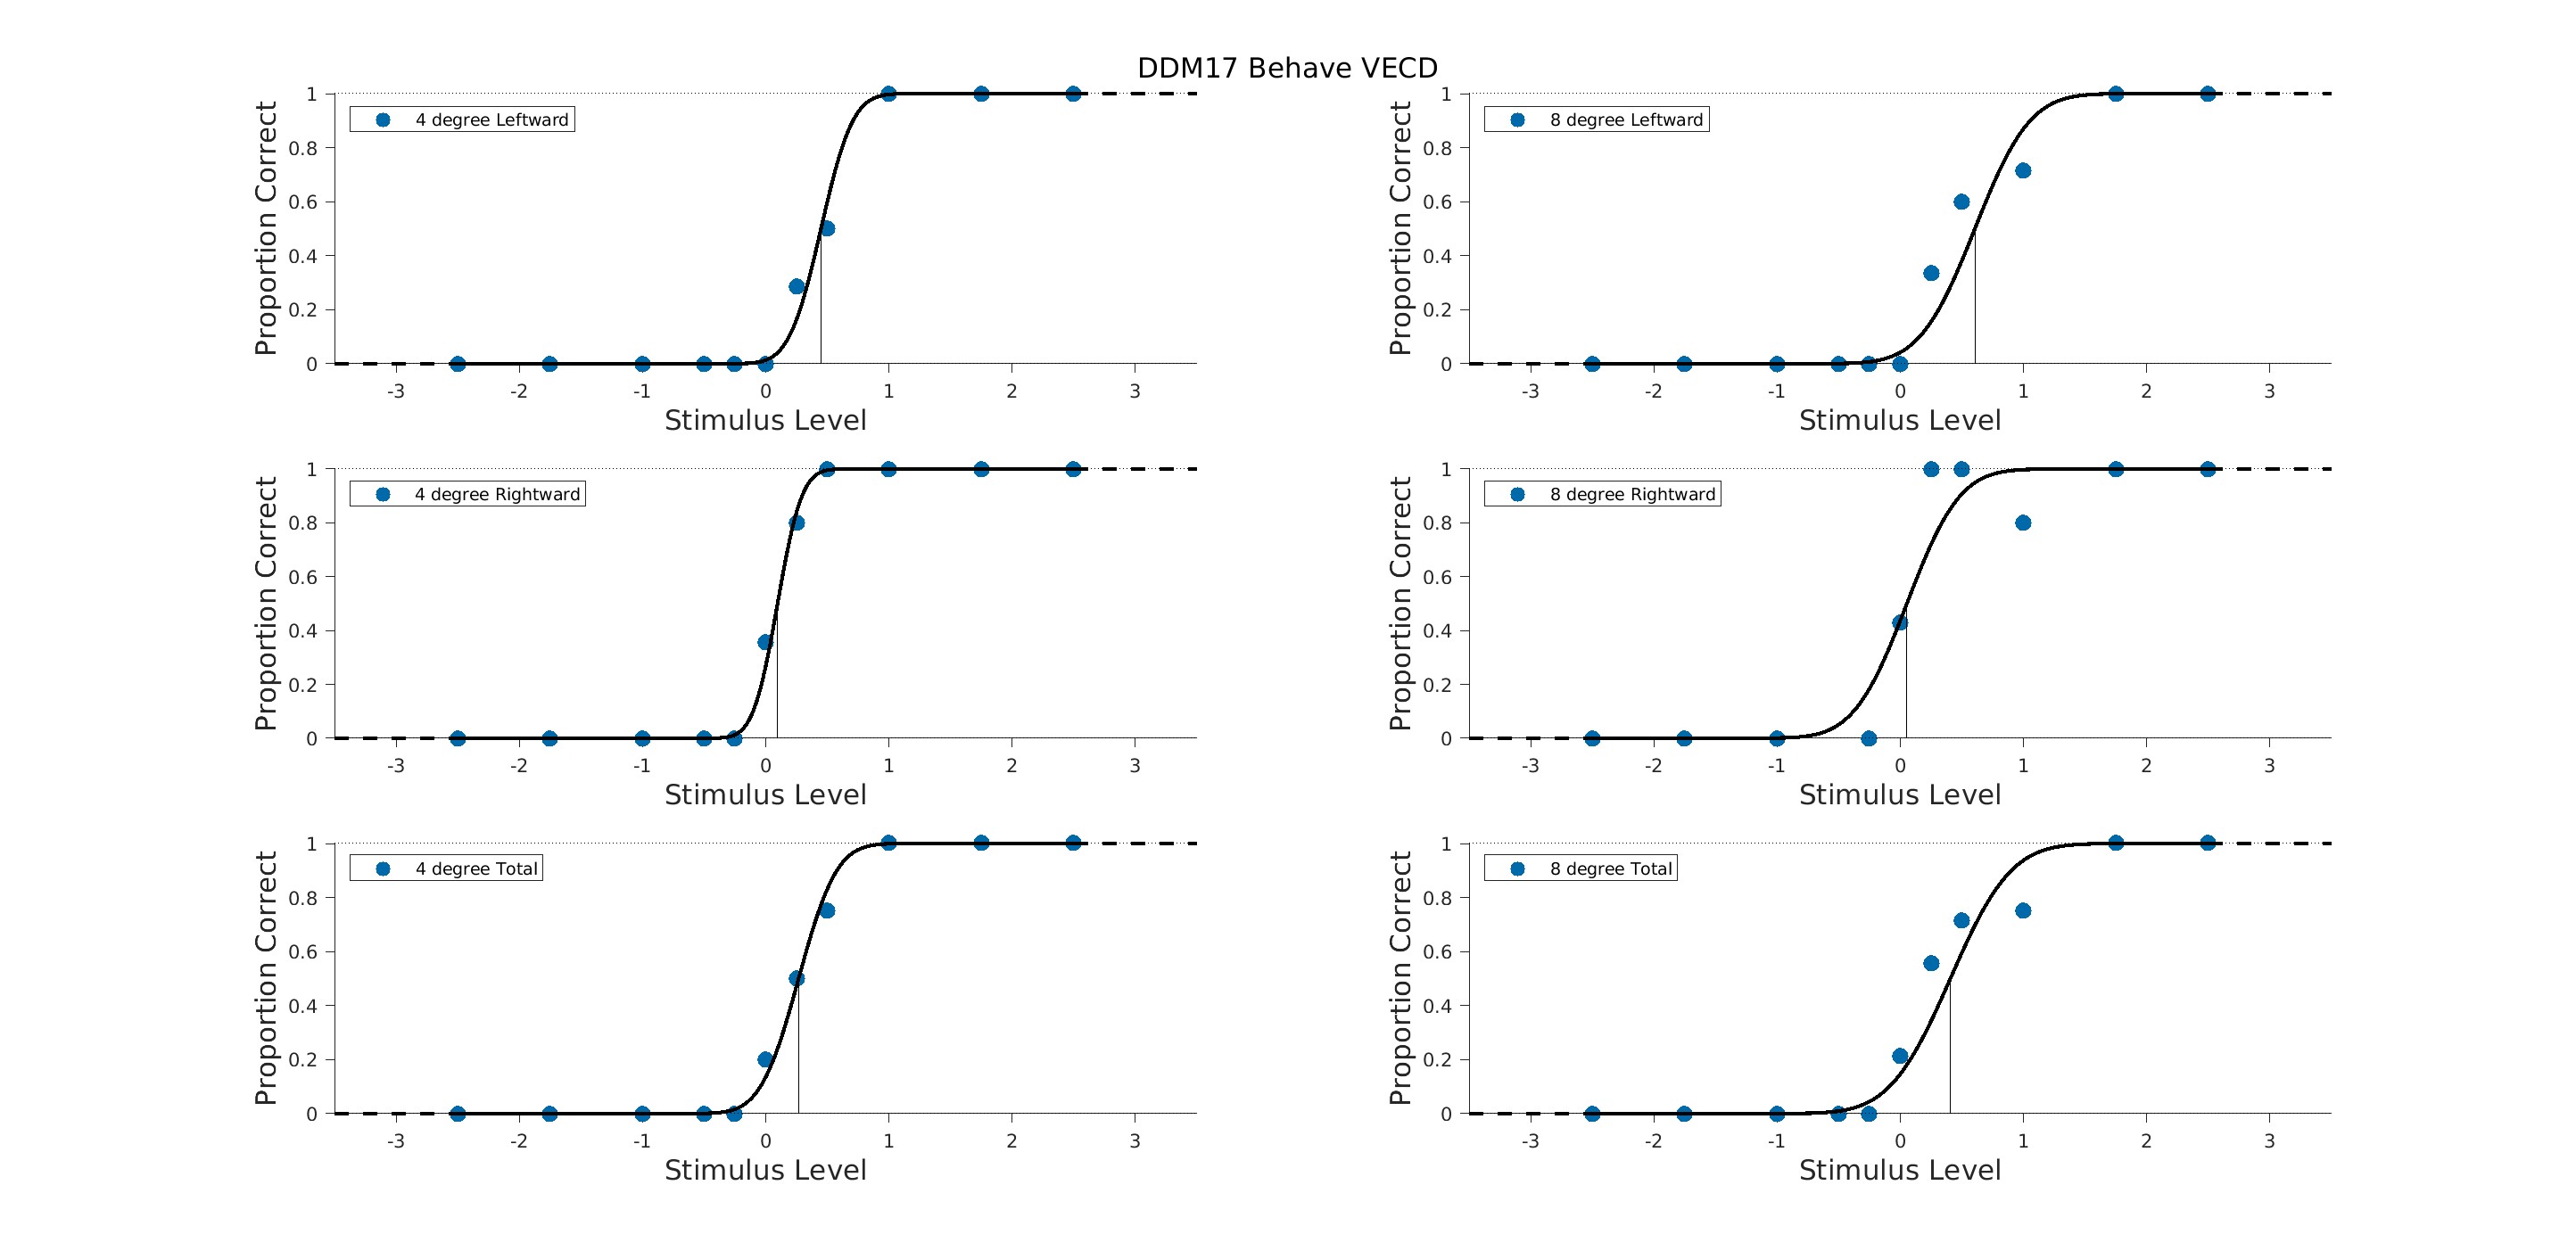 DDM17 Behave VECD
4 degree Leftward
Proportion Correct
1
0.8
0.6
0.4
0.2
0
-3 -2 -1 0 1 2 3
Stimulus Level
8 degree Leftward
Proportion Correct
1
0.8
0.6
0.4
0.2
0
-3 -2 -1 0 1 2 3
Stimulus Level
4 degree Rightward
Proportion Correct
1
0.8
0.6
0.4
0.2
0
-3 -2 -1 0 1 2 3
Stimulus Level
8 degree Rightward
Proportion Correct
1
0.8
0.6
0.4
0.2
0
-3 -2 -1 0 1 2 3
Stimulus Level
4 degree Total
Proportion Correct
1
0.8
0.6
0.4
0.2
0
-3 -2 -1 0 1 2 3
Stimulus Level
8 degree Total
Proportion Correct
1
0.8
0.6
0.4
0.2
0
-3 -2 -1 0 1 2 3
Stimulus Level